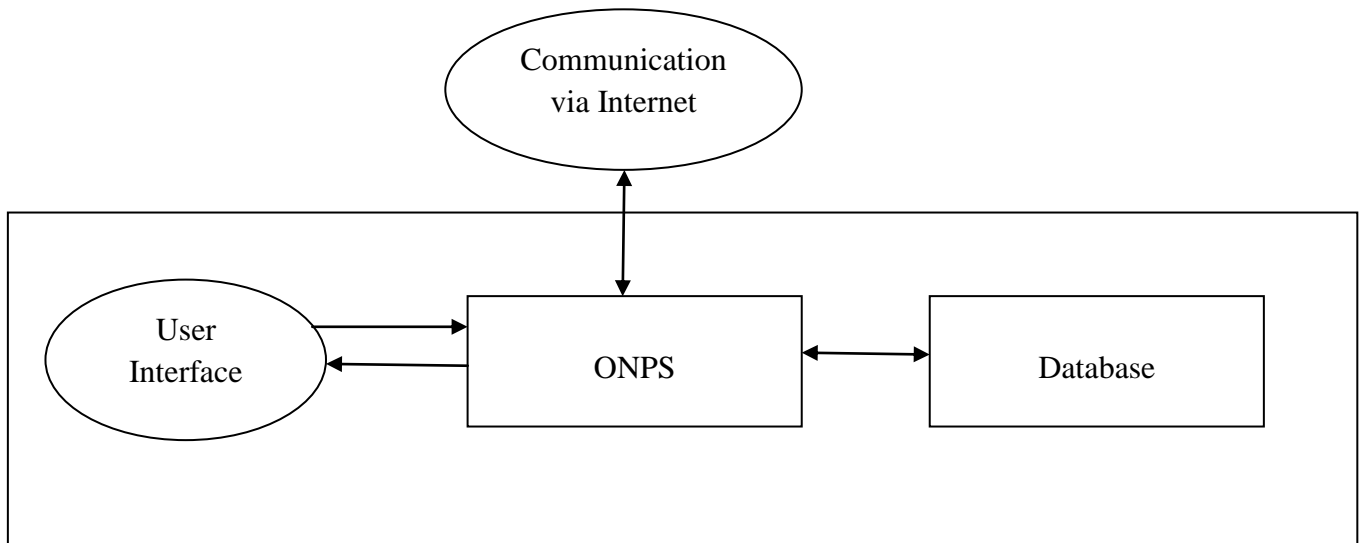 Communication
via Internet
User
Interface
ONPS
Database